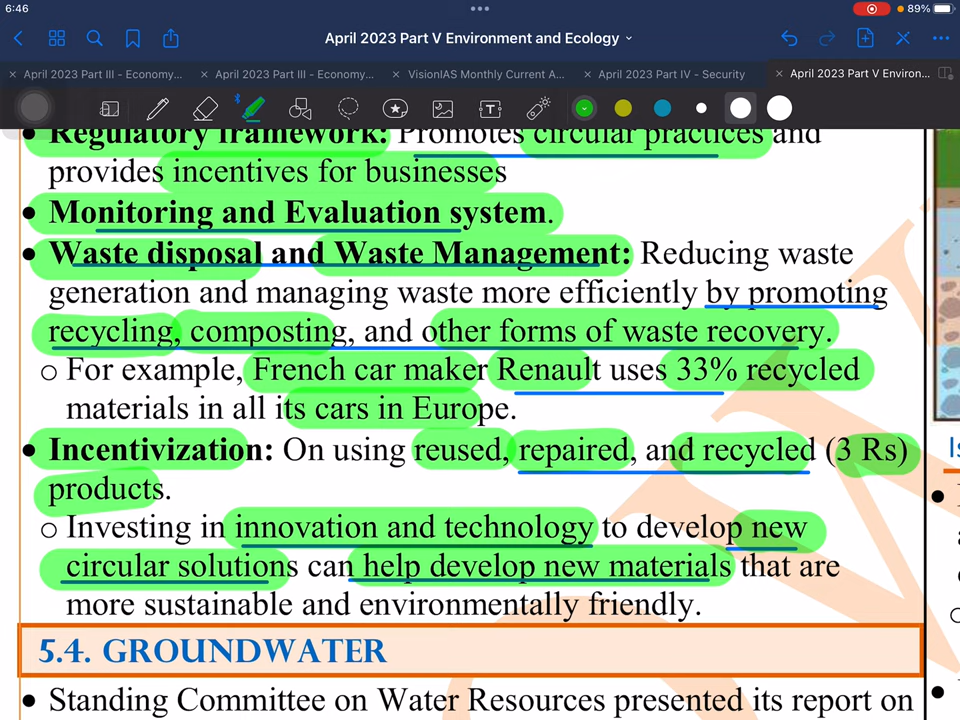 6:46
89%
April 2023 Part V Environment and Ecology
April 2023 Part III - Economy...
April 2023 Part III - Economy...
VisionIAS Monthly Current A...
April 2023 Part IV - Security
April 2023 Part V Environ...
• Regulatory framework: Promotes circular practices and
provides incentives for businesses
• Monitoring and Evaluation system.
• Waste disposal and Waste Management: Reducing waste
generation and managing waste more efficiently by promoting
recycling, composting, and other forms of waste recovery.
o For example, French car maker Renault uses 33% recycled
materials in all its cars in Europe.
• Incentivization: On using reused, repaired, and recycled (3 Rs)
products.
o Investing in innovation and technology to develop new
circular solutions can help develop new materials that are
more sustainable and environmentally friendly.
5.4. GROUNDWATER
• Standing Committee on Water Resources presented its report on